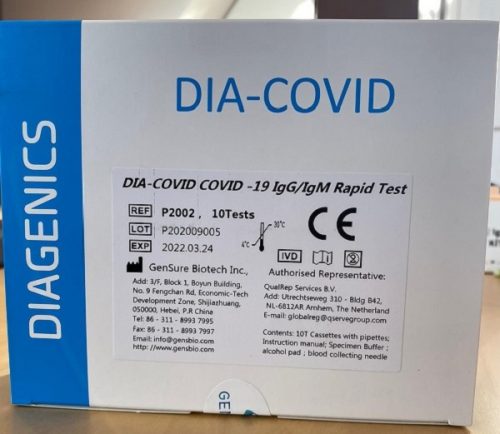 DIAGENICS
DIA-COVID
DIA-COVID COVID -19 IgG/IgM Rapid Test
REF P2002 , 10Tests
LOT P202009005
EXP 2022.03.24
4°C 30°C
CE
IVD
GenSure Biotech Inc.,
Add: 3/F, Block 1, Boyun Building,
No. 9 Fengchan Rd, Economic-Tech
Development Zone, Shijiazhuang,
050000, Hebei, P.R China
Tel: 86 - 311 - 8993 7995
Fax: 86 - 311 - 8993 7997
Email: info@gensbio.com
http://www.gensbio.com
Authorised Representative:
QualRep Services B.V.
Add: Utrechtseweg 310 - Bldg B42,
NL-6812AR Arnhem, The Netherland
E-mail: globalreg@qservegroup.com
Contents: 10T Cassettes with pipettes;
Instruction manual; Specimen Buffer ;
alcohol pad ; blood collecting needle
GEN